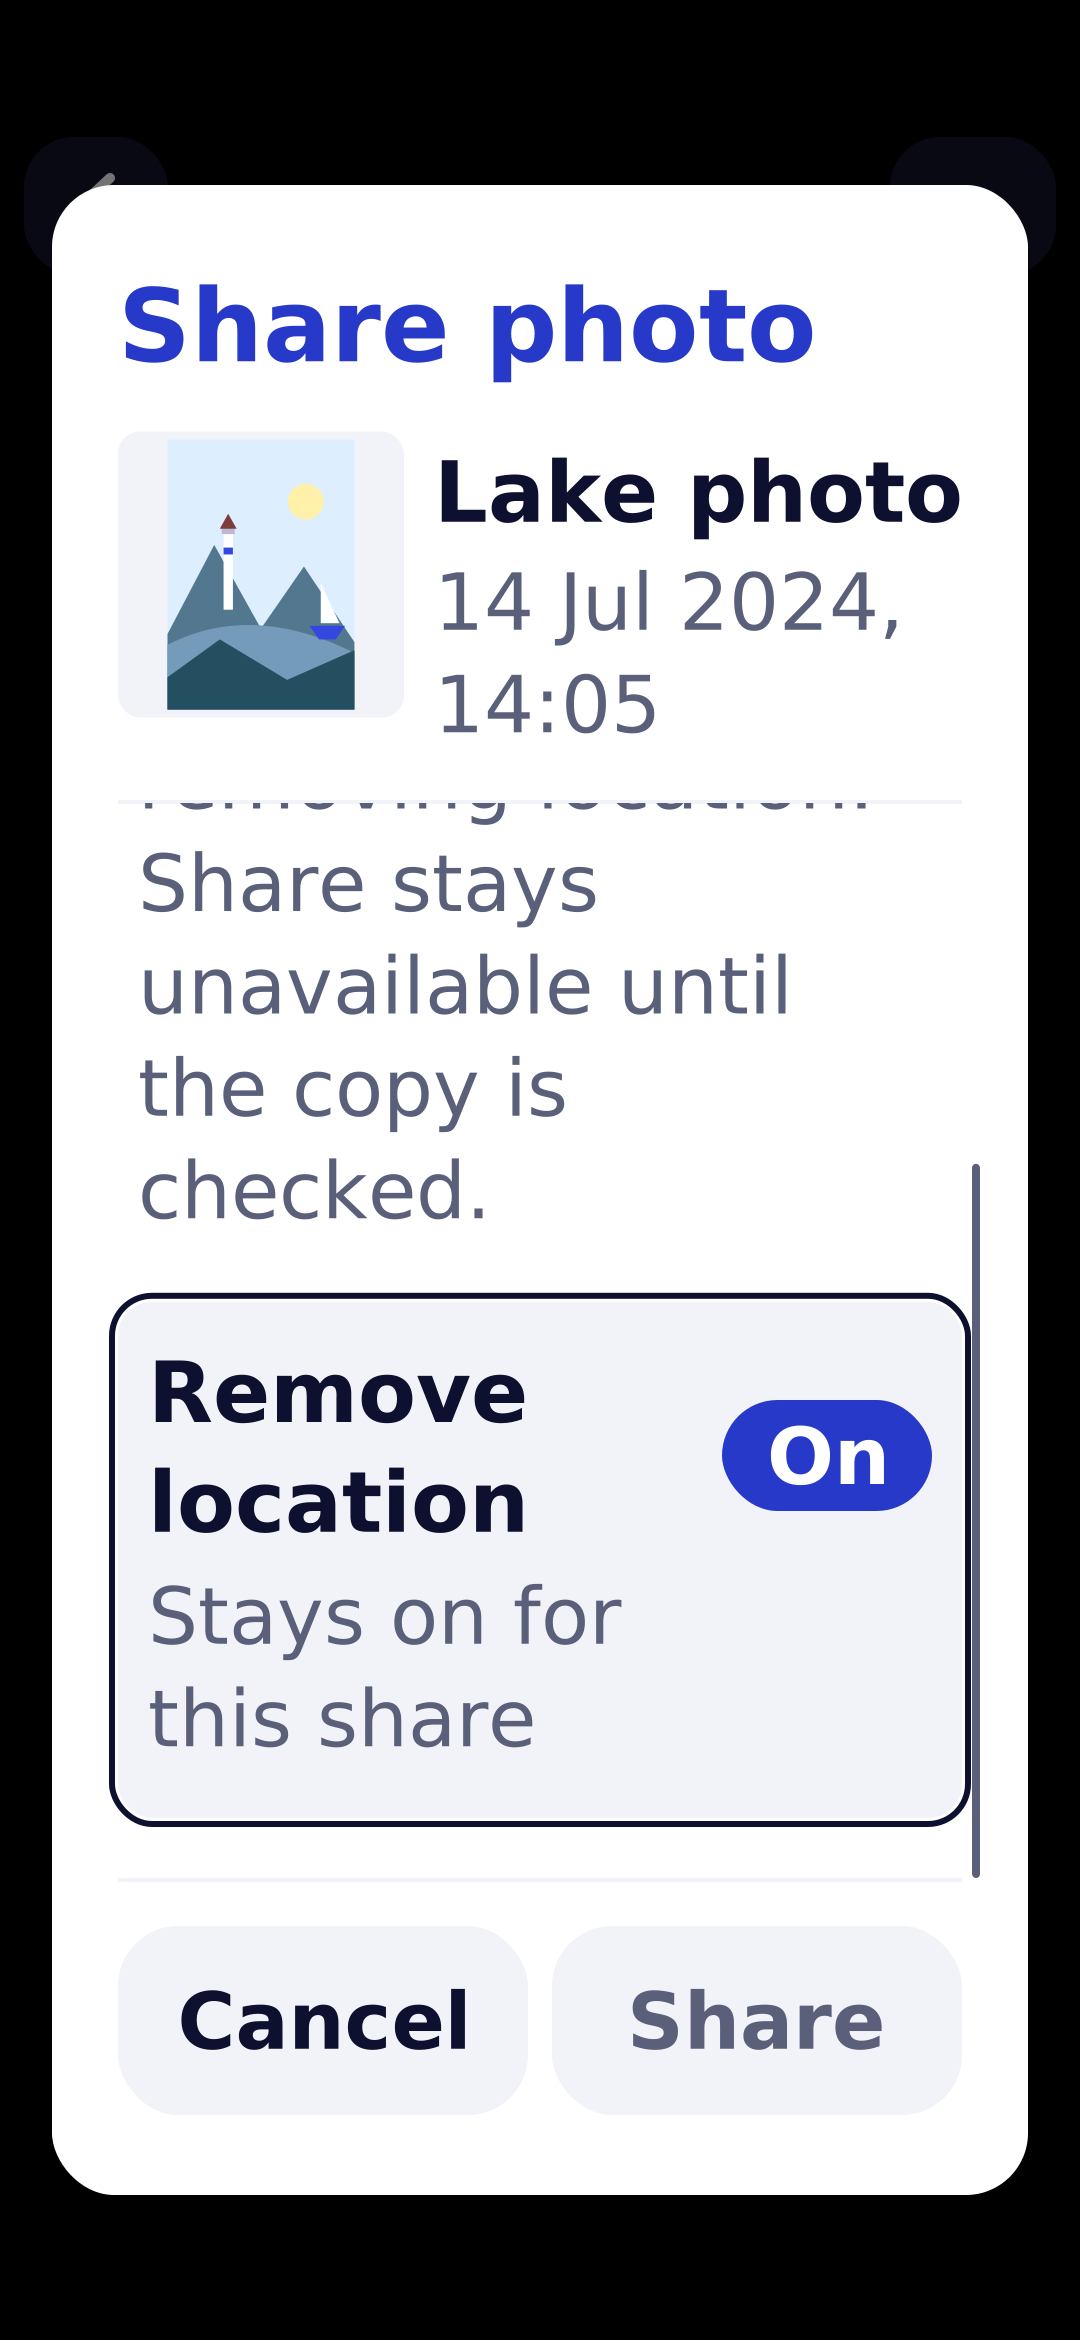 Share photo
Lake photo
14 Jul 2024,
14:05
Share stays
unavailable until
the copy is
checked.
Remove
location
On
Stays on for
this share
Cancel
Share